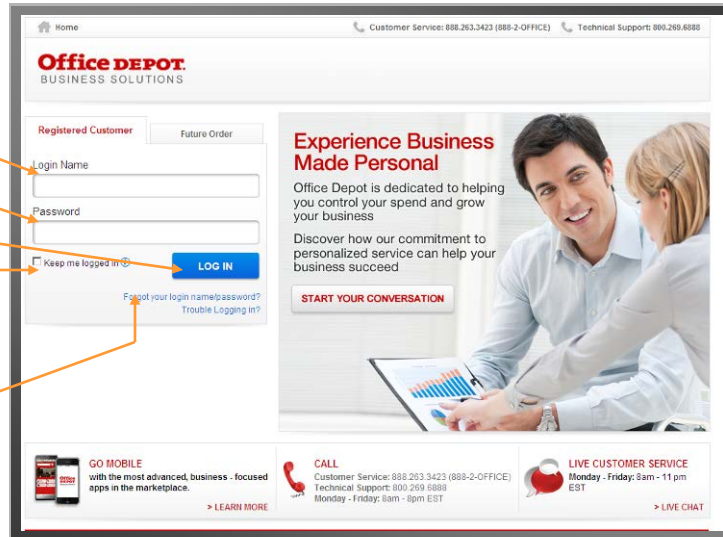 Home
Customer Service: 888.263.3423 (888-2-OFFICE)
Technical Support: 800.269.6888
Office DEPOT.
BUSINESS SOLUTIONS
Registered Customer
Future Order
Login Name
Password
Keep me logged in
LOG IN
Forgot your login name/password?
Trouble Logging in?
Experience Business
Made Personal
Office Depot is dedicated to helping
you control your spend and grow
your business
Discover how our commitment to
personalized service can help your
business succeed
START YOUR CONVERSATION
GO MOBILE
with the most advanced, business - focused
apps in the marketplace.
> LEARN MORE
CALL
Customer Service: 888.263.3423 (888-2-OFFICE)
Technical Support: 800.269.6888
Monday - Friday: 8am - 8pm EST
LIVE CUSTOMER SERVICE
Monday - Friday: 8am - 11 pm
EST
> LIVE CHAT